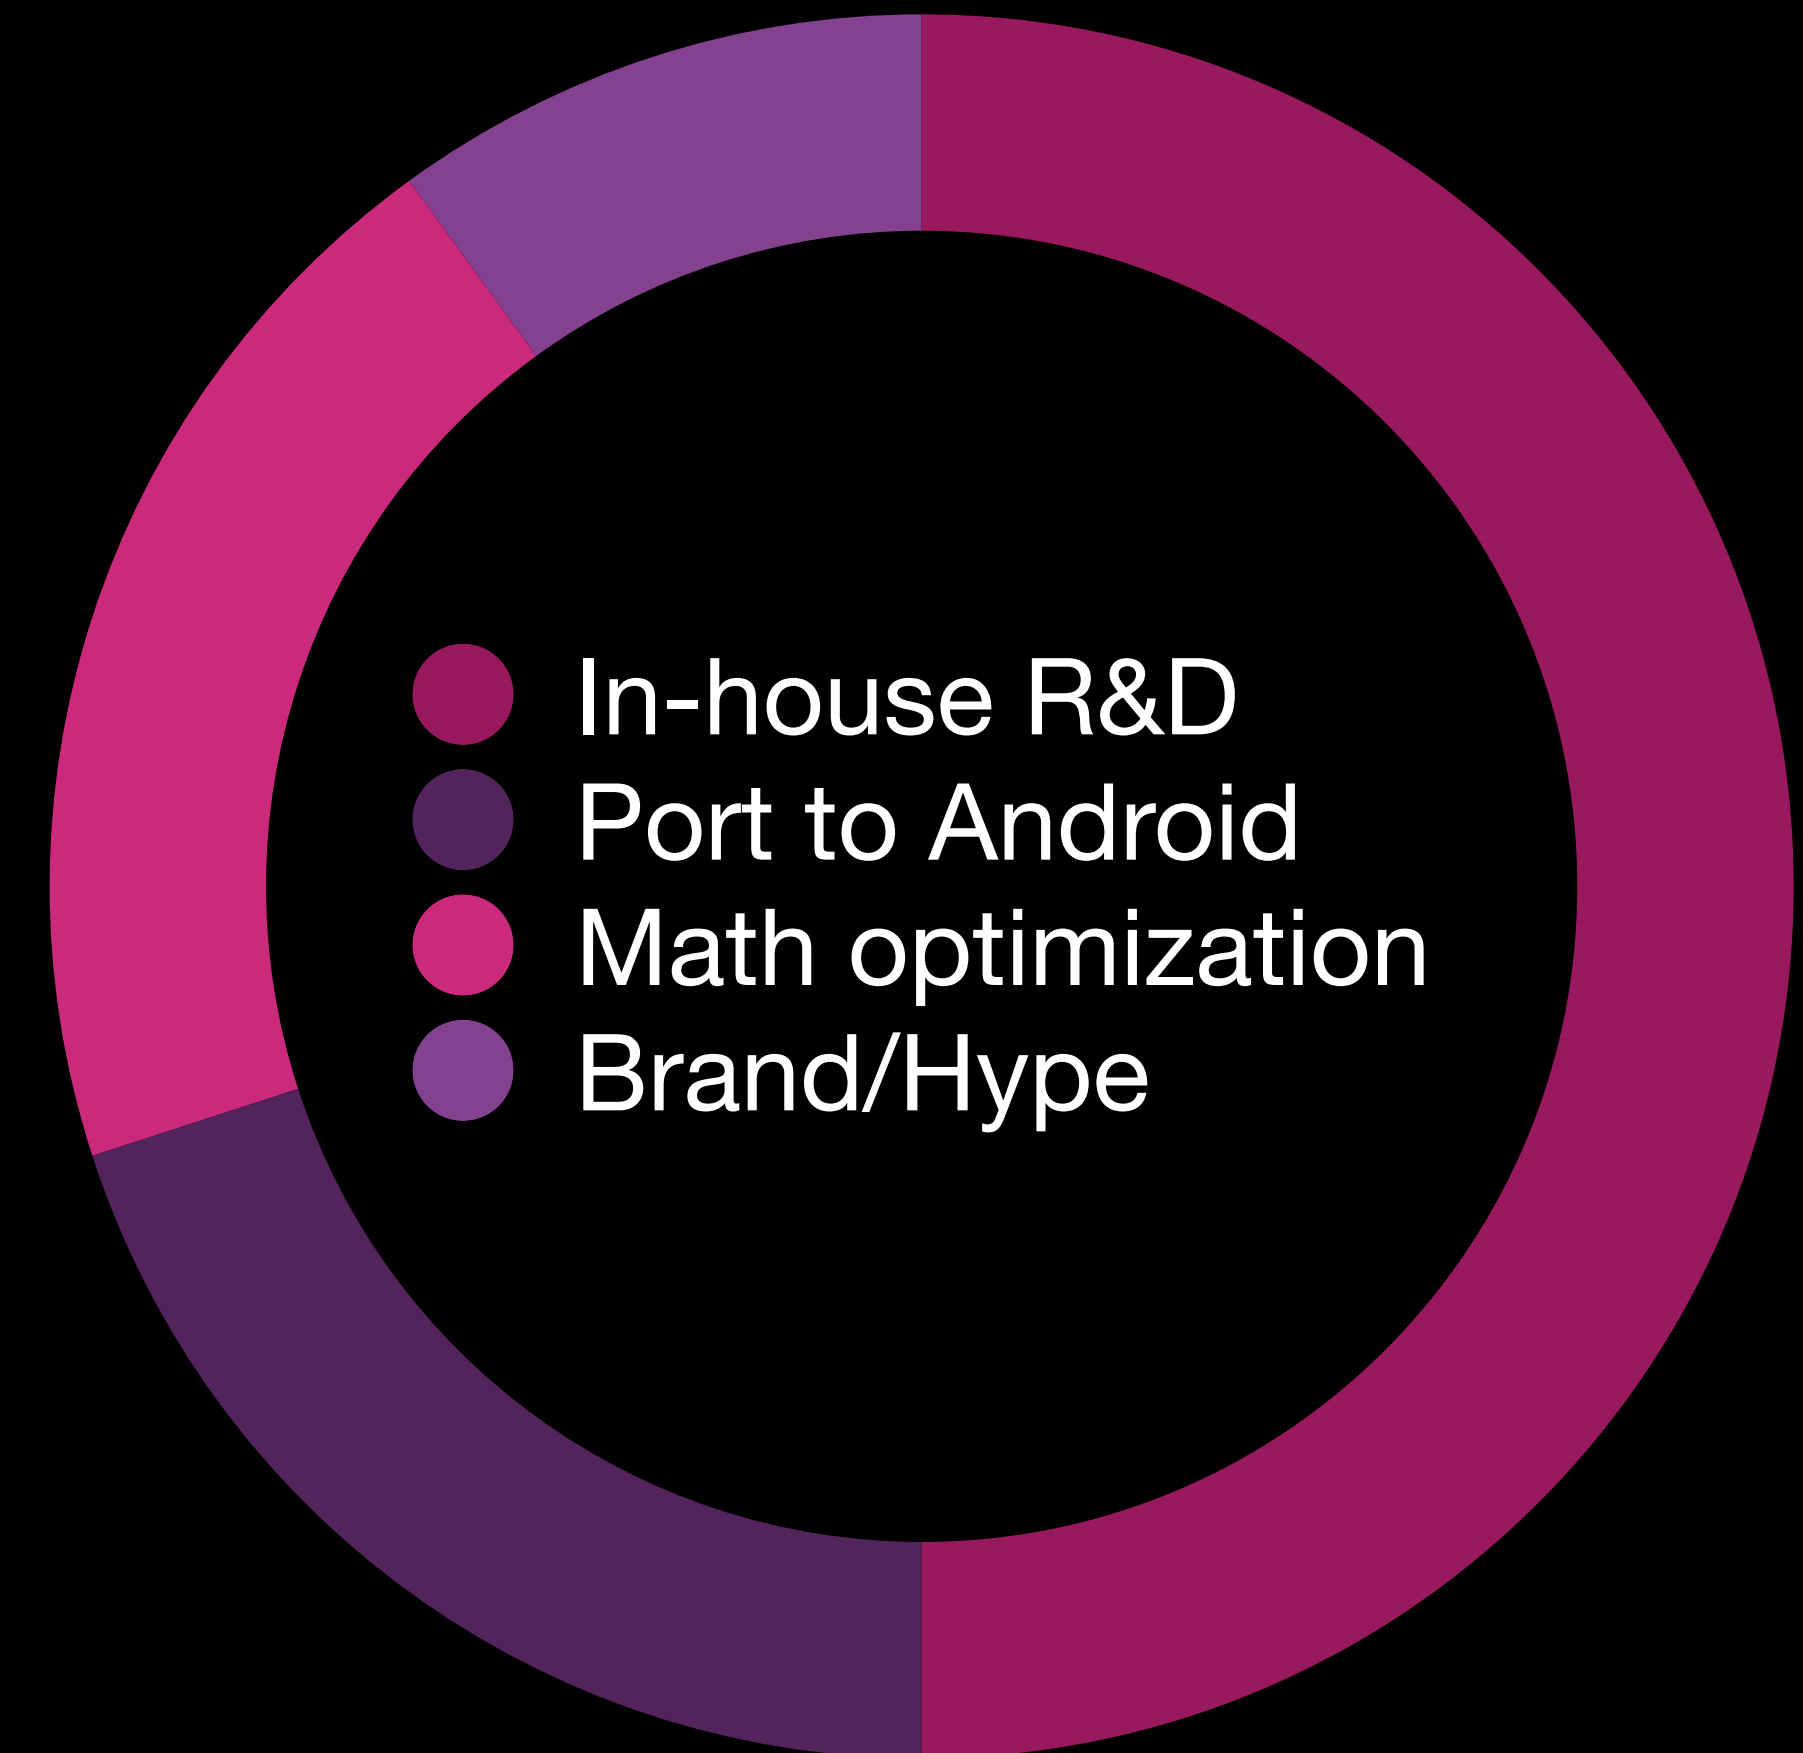 In-house R&D
Port to Android
Math optimization
Brand/Hype